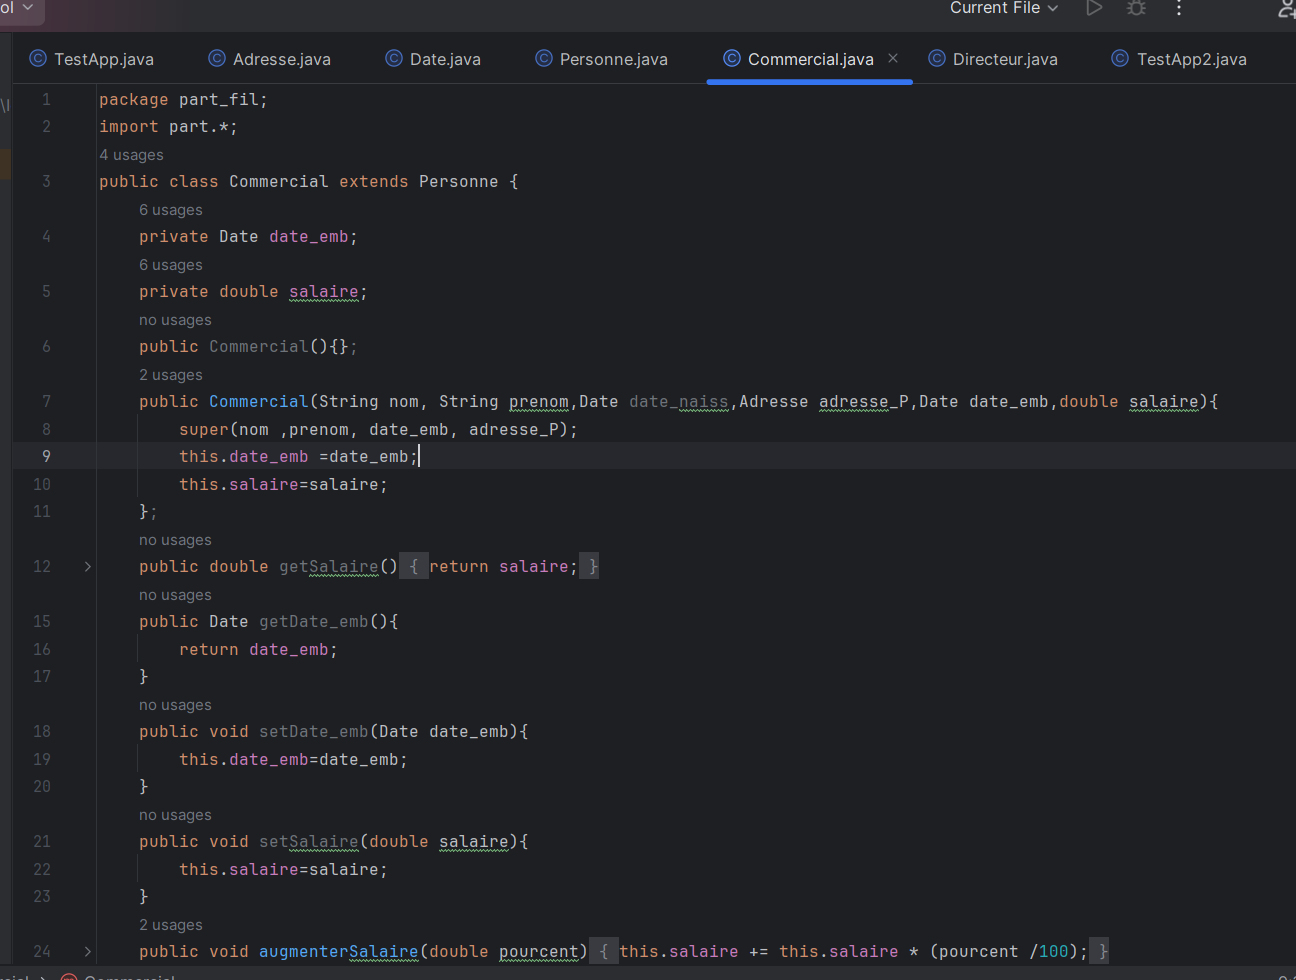 ol
Current File
TestApp.java Adresse.java Date.java Personne.java Commercial.java Directeur.java TestApp2.java
1 package part_fil;
2 import part.*;
4 usages
3 public class Commercial extends Personne {
6 usages
4 private Date date_emb;
6 usages
5 private double salaire;
no usages
6 public Commercial(){};
2 usages
7 public Commercial(String nom, String prenom,Date date_naiss,Adresse adresse_P,Date date_emb,double salaire){
8 super(nom ,prenom, date_emb, adresse_P);
9 this.date_emb =date_emb;
10 this.salaire=salaire;
11 };
no usages
12 public double getSalaire() { return salaire; }
no usages
15 public Date getDate_emb(){
16 return date_emb;
17 }
no usages
18 public void setDate_emb(Date date_emb){
19 this.date_emb=date_emb;
20 }
no usages
21 public void setSalaire(double salaire){
22 this.salaire=salaire;
23 }
2 usages
24 public void augmenterSalaire(double pourcent) { this.salaire += this.salaire * (pourcent /100); }
Commercial